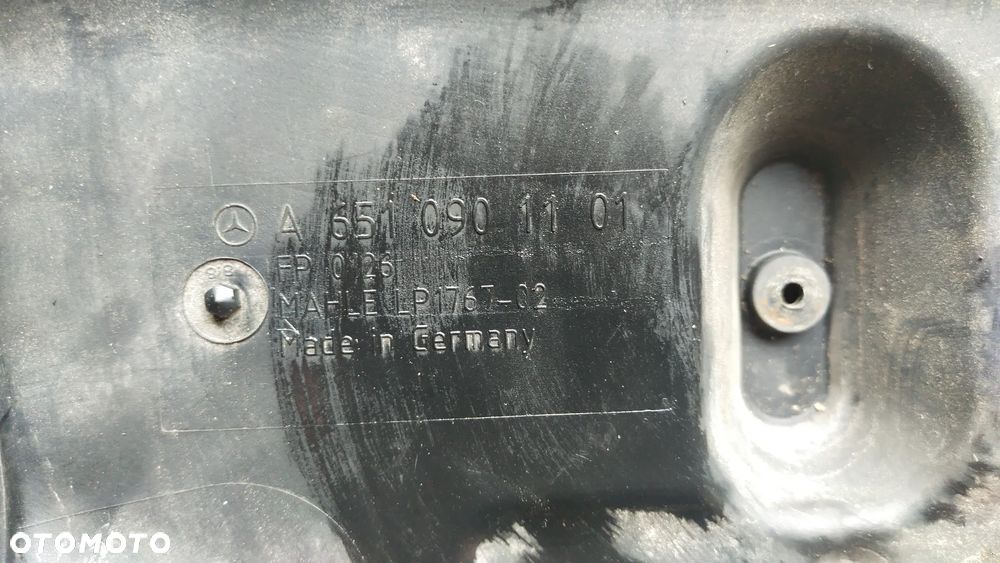 A 651 090 11 01
FP 0126
MAHLE LP1767-02
Made in Germany
OTOMOTO